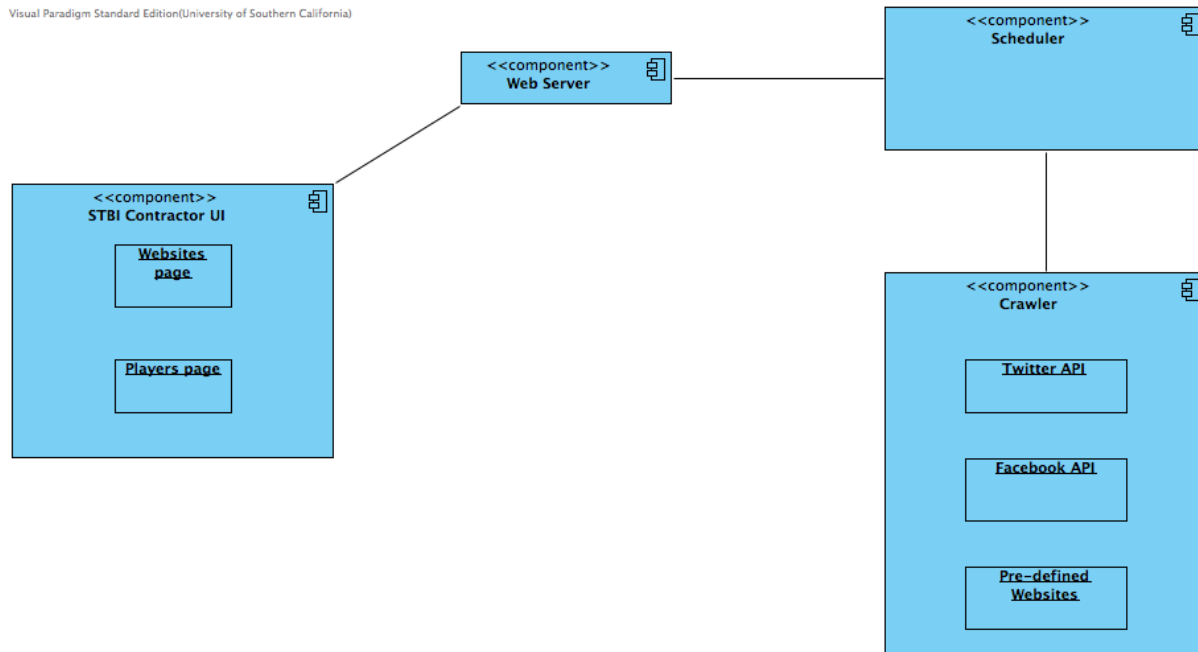 Visual Paradigm Standard Edition(University of Southern California)
<<component>>
Scheduler
<<component>>
Web Server
<<component>>
STBI Contractor UI
Websites
page
Players page
<<component>>
Crawler
Twitter API
Facebook API
Pre-defined
Websites